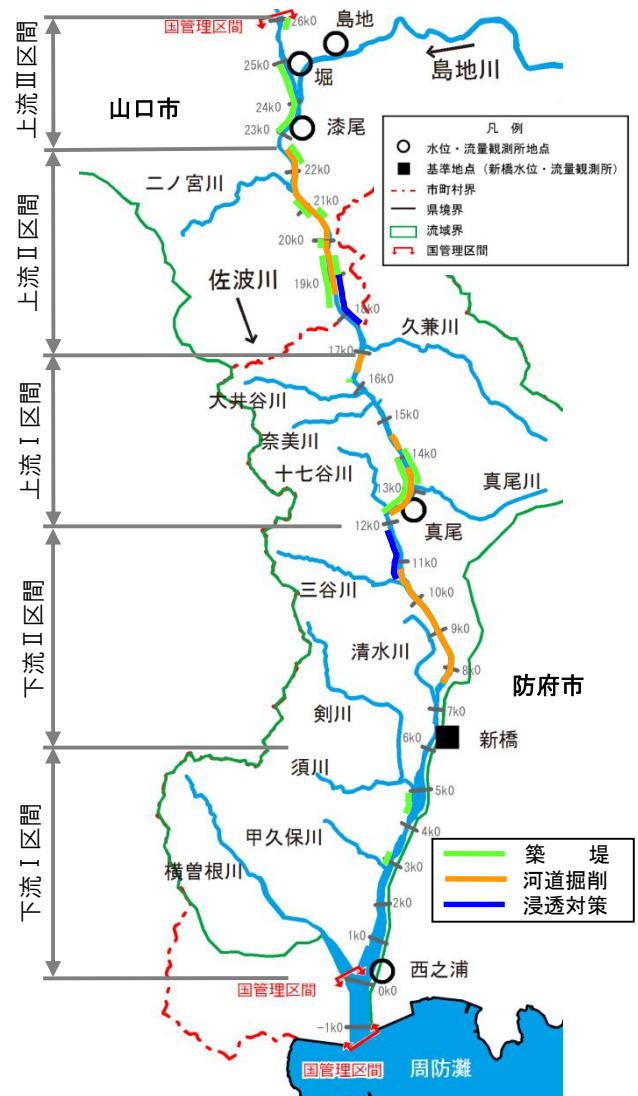 国管理区間
26k0
島地
島地川
25k0
堀
山口市
24k0
23k0
漆尾
上流Ⅲ区間
凡 例
水位・流量観測所地点
基準地点（新橋水位・流量観測所）
市町村界
県境界
流域界
国管理区間
22k0
二ノ宮川
21k0
20k0
上流Ⅱ区間
19k0
佐波川
18k0
久兼川
17k0
16k0
大井谷川
15k0
奈美川
14k0
十七谷川
13k0
真尾川
上流Ⅰ区間
12k0
真尾
11k0
三谷川
10k0
9k0
清水川
8k0
防府市
下流Ⅱ区間
7k0
剣川
6k0
新橋
須川
5k0
4k0
甲久保川
築 堤
横曽根川
3k0
河道掘削
下流Ⅰ区間
浸透対策
2k0
1k0
西之浦
国管理区間
0k0
-1k0
国管理区間
周防灘